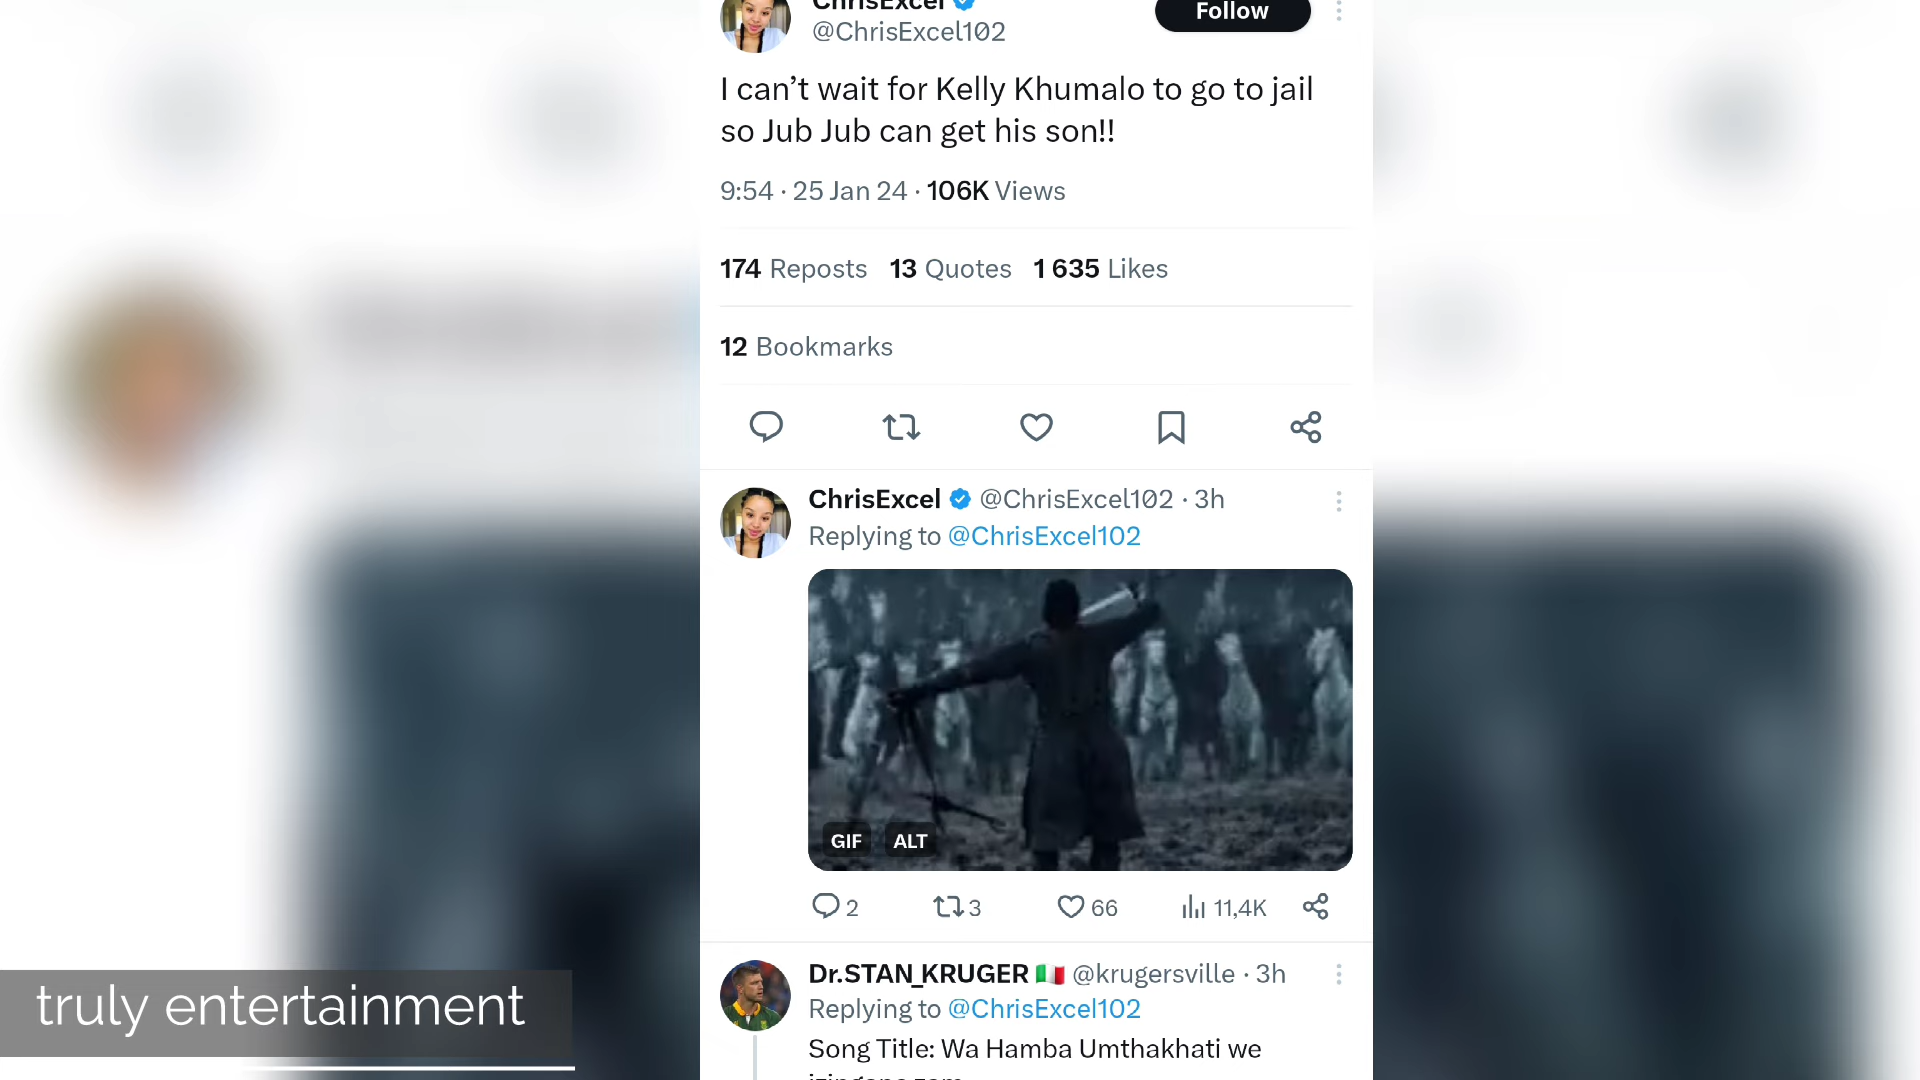 ChrisExcel
@ChrisExcel102
Follow
I can’t wait for Kelly Khumalo to go to jail
so Jub Jub can get his son!!
9:54 · 25 Jan 24 · 106K Views
174 Reposts 13 Quotes 1 635 Likes
12 Bookmarks
ChrisExcel @ChrisExcel102 · 3h
Replying to @ChrisExcel102
GIF ALT
2 3 66 11,4K
Dr.STAN_KRUGER @krugersville · 3h
Replying to @ChrisExcel102
Song Title: Wa Hamba Umthakhati we
truly entertainment